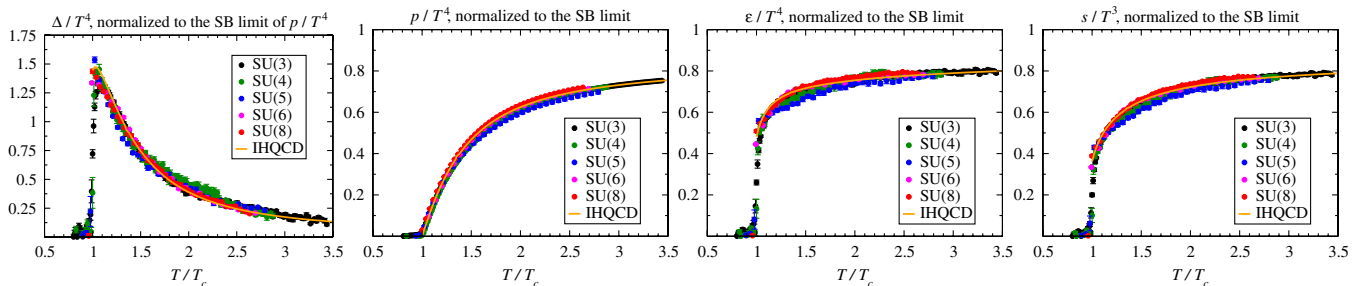 Δ / T⁴, normalized to the SB limit of p / T⁴
1.75
1.5
1.25
1
0.75
0.5
0.25
0.5 1 1.5 2 2.5 3 3.5
T / T_c
SU(3)
SU(4)
SU(5)
SU(6)
SU(8)
IHQCD
p / T⁴, normalized to the SB limit
1
0.8
0.6
0.4
0.2
0
0.5 1 1.5 2 2.5 3 3.5
T / T_c
SU(3)
SU(4)
SU(5)
SU(6)
SU(8)
IHQCD
ε / T⁴, normalized to the SB limit
1
0.8
0.6
0.4
0.2
0
0.5 1 1.5 2 2.5 3 3.5
T / T_c
SU(3)
SU(4)
SU(5)
SU(6)
SU(8)
IHQCD
s / T³, normalized to the SB limit
1
0.8
0.6
0.4
0.2
0
0.5 1 1.5 2 2.5 3 3.5
T / T_c
SU(3)
SU(4)
SU(5)
SU(6)
SU(8)
IHQCD